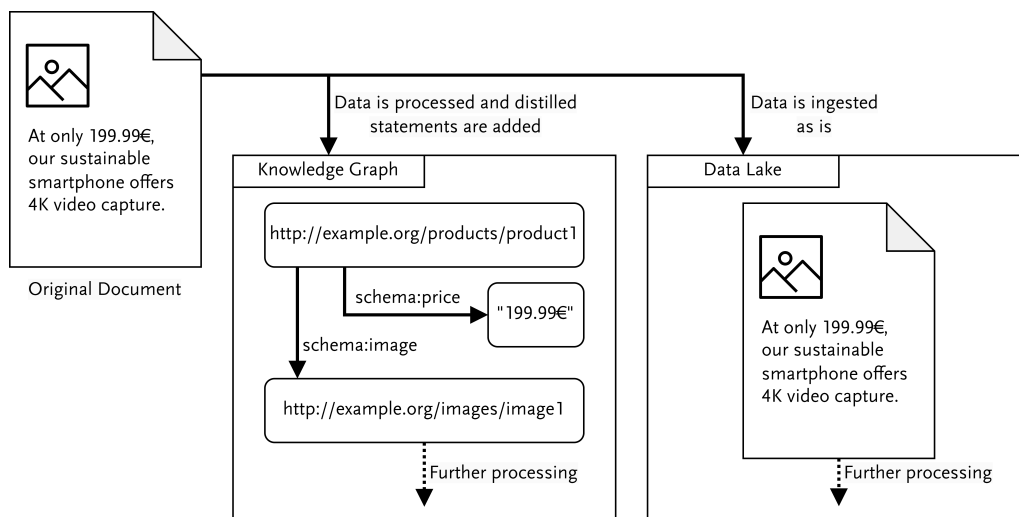 At only 199.99€,
our sustainable
smartphone offers
4K video capture.
Original Document
Data is processed and distilled
statements are added
Data is ingested
as is
Knowledge Graph
http://example.org/products/product1
schema:price
"199.99€"
schema:image
http://example.org/images/image1
Further processing
Data Lake
At only 199.99€,
our sustainable
smartphone offers
4K video capture.
Further processing